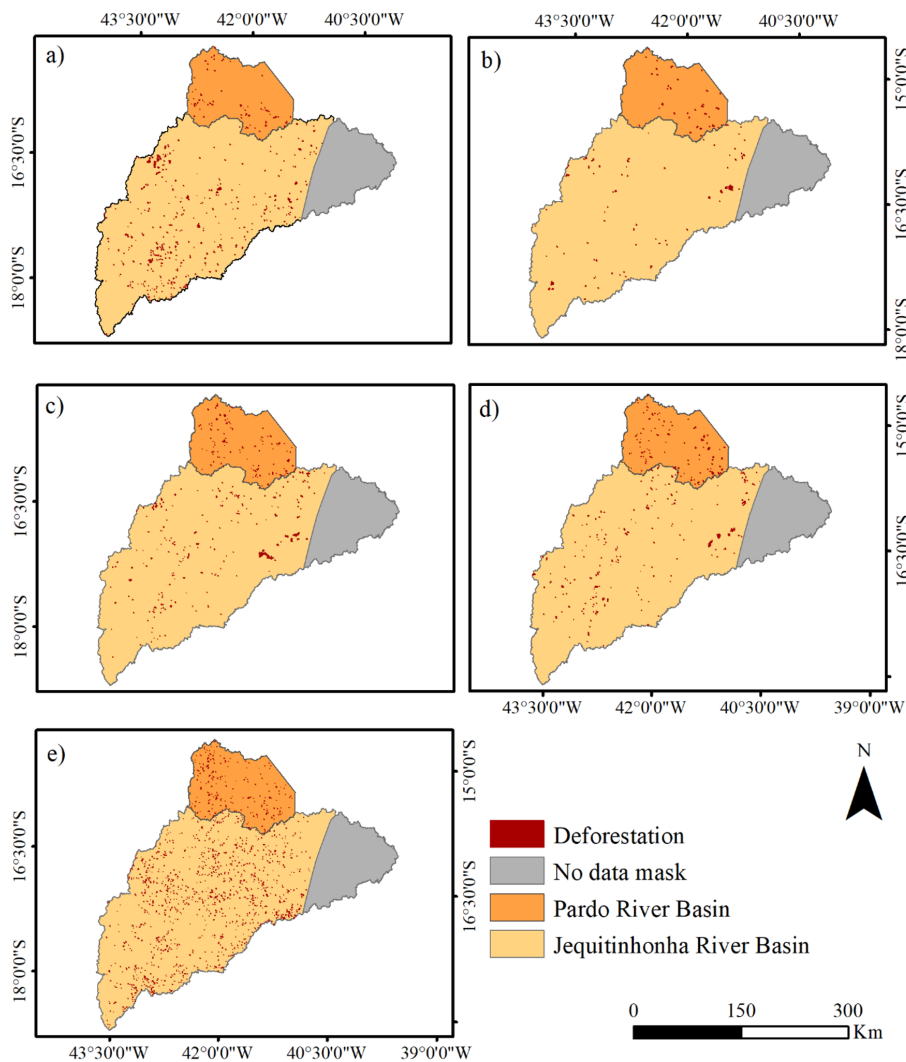 43°30'0"W 42°0'0"W 40°30'0"W
42°0'0"W 40°30'0"W
a)
16°30'0"S
18°0'0"S
b)
15°0'0"S
16°30'0"S
18°0'0"S
c)
16°30'0"S
18°0'0"S
d)
15°0'0"S
16°30'0"S
43°30'0"W 42°0'0"W 40°30'0"W 39°0'0"W
e)
16°30'0"S
18°0'0"S
15°0'0"S
16°30'0"S
43°30'0"W 42°0'0"W 40°30'0"W 39°0'0"W
N
Deforestation
No data mask
Pardo River Basin
Jequitinhonha River Basin
0 150 300
Km